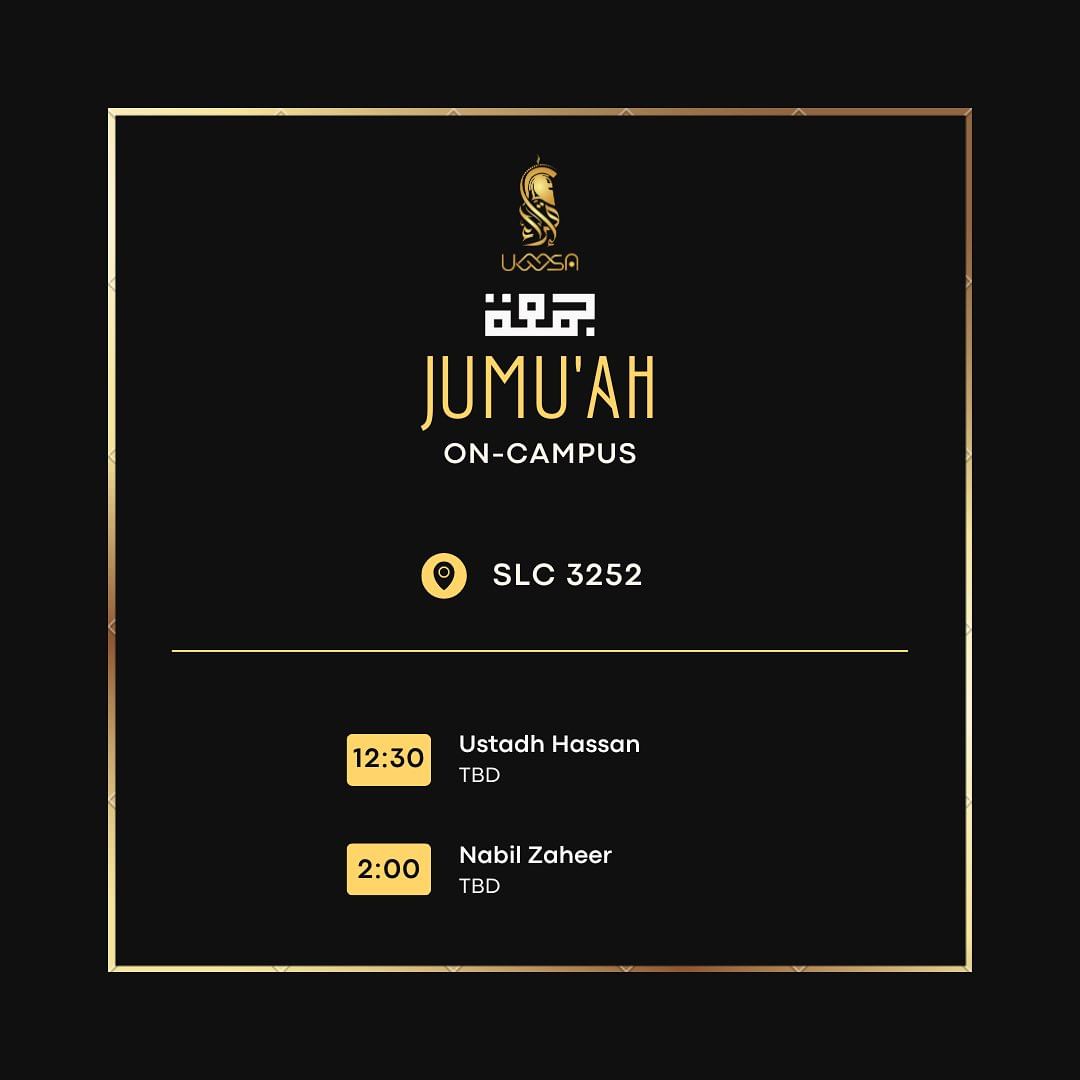 UWMSA
جمعة
JUMU'AH
ON-CAMPUS
SLC 3252
12:30 Ustadh Hassan
TBD
2:00 Nabil Zaheer
TBD